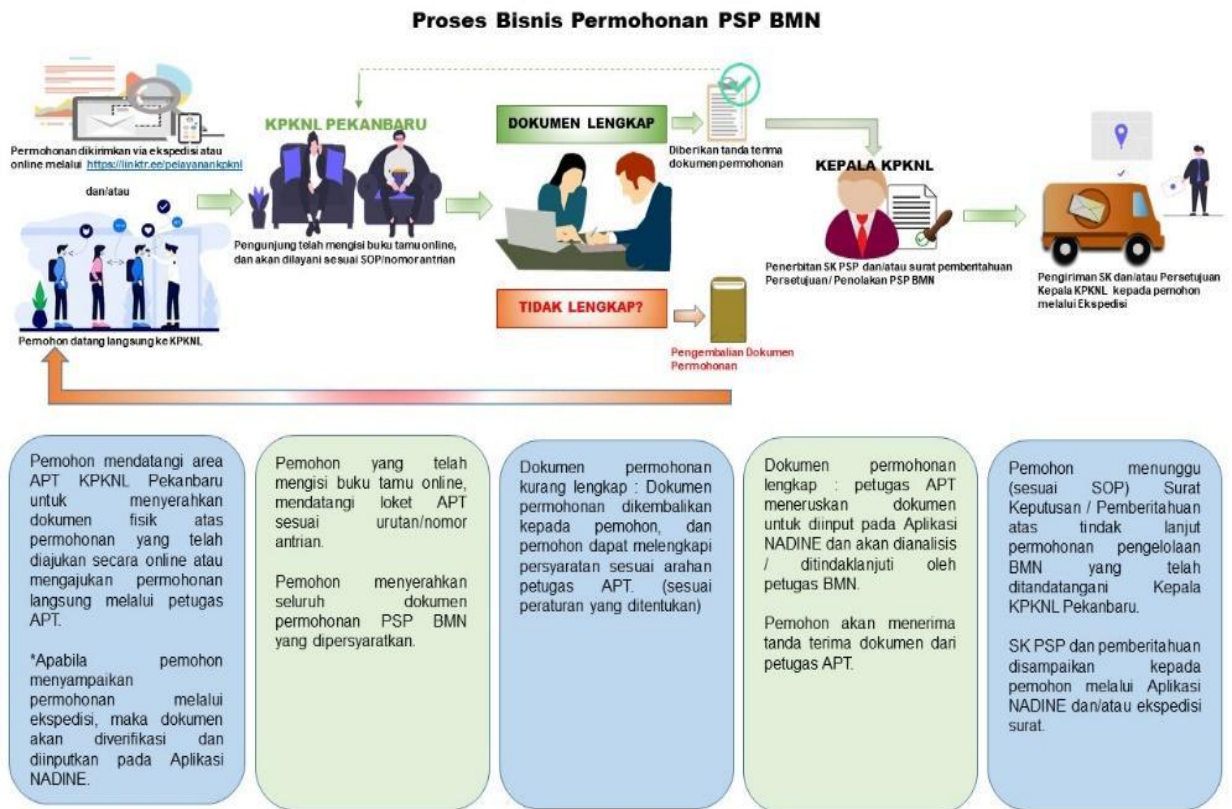 Proses Bisnis Permohonan PSP BMN
Permohonan dikirimkan via ekspedisi atau
online melalui https://linktr.ee/pelayanankpknl
dan/atau
Pemohon datang langsung ke KPKNL
KPKNL PEKANBARU
Pengunjung telah mengisi buku tamu online,
dan akan dilayani sesuai SOP/nomor antrian
DOKUMEN LENGKAP
TIDAK LENGKAP?
Diberikan tanda terima
dokumen permohonan
Pengembalian Dokumen
Permohonan
KEPALA KPKNL
Penerbitan SK PSP dan/atau surat pemberitahuan
Persetujuan / Penolakan PSP BMN
Pengiriman SK dan/atau Persetujuan
Kepala KPKNL kepada pemohon
melalui Ekspedisi
Pemohon mendatangi area
APT KPKNL Pekanbaru
untuk menyerahkan
dokumen fisik atas
permohonan yang telah
diajukan secara online atau
mengajukan permohonan
langsung melalui petugas
APT.
*Apabila pemohon
menyampaikan
permohonan melalui
ekspedisi, maka dokumen
akan diverifikasi dan
diinputkan pada Aplikasi
NADINE.
Pemohon yang telah
mengisi buku tamu online,
mendatangi loket APT
sesuai urutan/nomor
antrian.
Pemohon menyerahkan
seluruh dokumen
permohonan PSP BMN
yang dipersyaratkan.
Dokumen permohonan
kurang lengkap : Dokumen
permohonan dikembalikan
kepada pemohon, dan
pemohon dapat melengkapi
persyaratan sesuai arahan
petugas APT. (sesuai
peraturan yang ditentukan)
Dokumen permohonan
lengkap : petugas APT
meneruskan dokumen
untuk diinput pada Aplikasi
NADINE dan akan dianalisis
/ ditindaklanjuti oleh
petugas BMN.
Pemohon akan menerima
tanda terima dokumen dari
petugas APT.
Pemohon menunggu
(sesuai SOP) Surat
Keputusan / Pemberitahuan
atas tindak lanjut
permohonan pengelolaan
BMN yang telah
ditandatangani Kepala
KPKNL Pekanbaru.
SK PSP dan pemberitahuan
disampaikan kepada
pemohon melalui Aplikasi
NADINE dan/atau ekspedisi
surat.